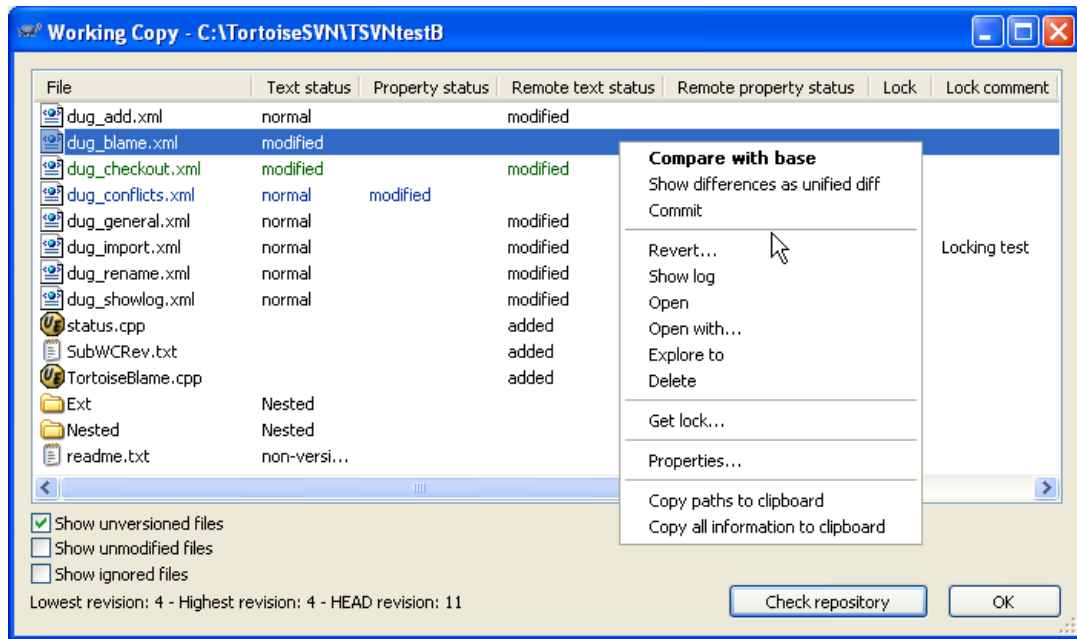 Working Copy - C:\TortoiseSVN\TSVNtestB
File Text status Property status Remote text status Remote property status Lock Lock comment
dug_add.xml normal modified
dug_blame.xml modified
dug_checkout.xml modified modified
dug_conflicts.xml normal modified
dug_general.xml normal modified
dug_import.xml normal modified Locking test
dug_rename.xml normal modified
dug_showlog.xml normal modified
status.cpp added
SubWCRev.txt added
TortoiseBlame.cpp added
Ext Nested
Nested Nested
readme.txt non-versi...
Compare with base
Show differences as unified diff
Commit
Revert...
Show log
Open
Open with...
Explore to
Delete
Get lock...
Properties...
Copy paths to clipboard
Copy all information to clipboard
Show unversioned files
Show unmodified files
Show ignored files
Lowest revision: 4 - Highest revision: 4 - HEAD revision: 11
Check repository OK